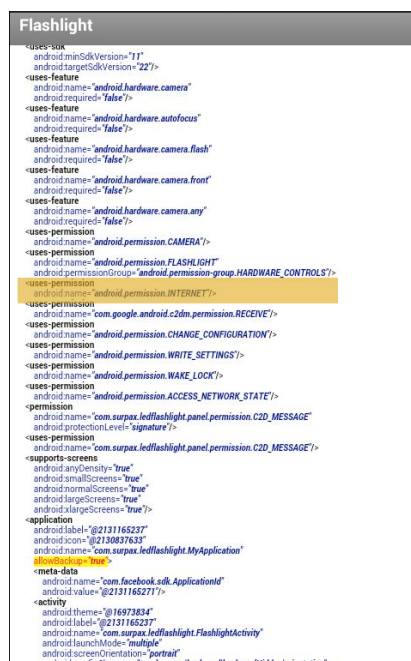 Flashlight
<uses-sdk
android:minSdkVersion="11"
android:targetSdkVersion="22"/>
<uses-feature
android:name="android.hardware.camera"
android:required="false"/>
<uses-feature
android:name="android.hardware.autofocus"
android:required="false"/>
<uses-feature
android:name="android.hardware.camera.flash"
android:required="false"/>
<uses-feature
android:name="android.hardware.camera.front"
android:required="false"/>
<uses-feature
android:name="android.hardware.camera.any"
android:required="false"/>
<uses-permission
android:name="android.permission.CAMERA"/>
<uses-permission
android:name="android.permission.FLASHLIGHT"
android:permissionGroup="android.permission-group.HARDWARE_CONTROLS"/>
<uses-permission
android:name="android.permission.INTERNET"/>
<uses-permission
android:name="com.google.android.c2dm.permission.RECEIVE"/>
<uses-permission
android:name="android.permission.CHANGE_CONFIGURATION"/>
<uses-permission
android:name="android.permission.WRITE_SETTINGS"/>
<uses-permission
android:name="android.permission.WAKE_LOCK"/>
<uses-permission
android:name="android.permission.ACCESS_NETWORK_STATE"/>
<permission
android:name="com.surpax.ledflashlight.panel.permission.C2D_MESSAGE"
android:protectionLevel="signature"/>
<uses-permission
android:name="com.surpax.ledflashlight.panel.permission.C2D_MESSAGE"/>
<supports-screens
android:anyDensity="true"
android:smallScreens="true"
android:normalScreens="true"
android:largeScreens="true"
android:xlargeScreens="true"/>
<application
android:label="@2131165237"
android:icon="@2130837633"
android:name="com.surpax.ledflashlight.MyApplication"
allowBackup="true">
<meta-data
android:name="com.facebook.sdk.ApplicationId"
android:value="@2131165271"/>
<activity
android:theme="@16973834"
android:label="@2131165237"
android:name="com.surpax.ledflashlight.FlashlightActivity"
android:launchMode="multiple"
android:screenOrientation="portrait"